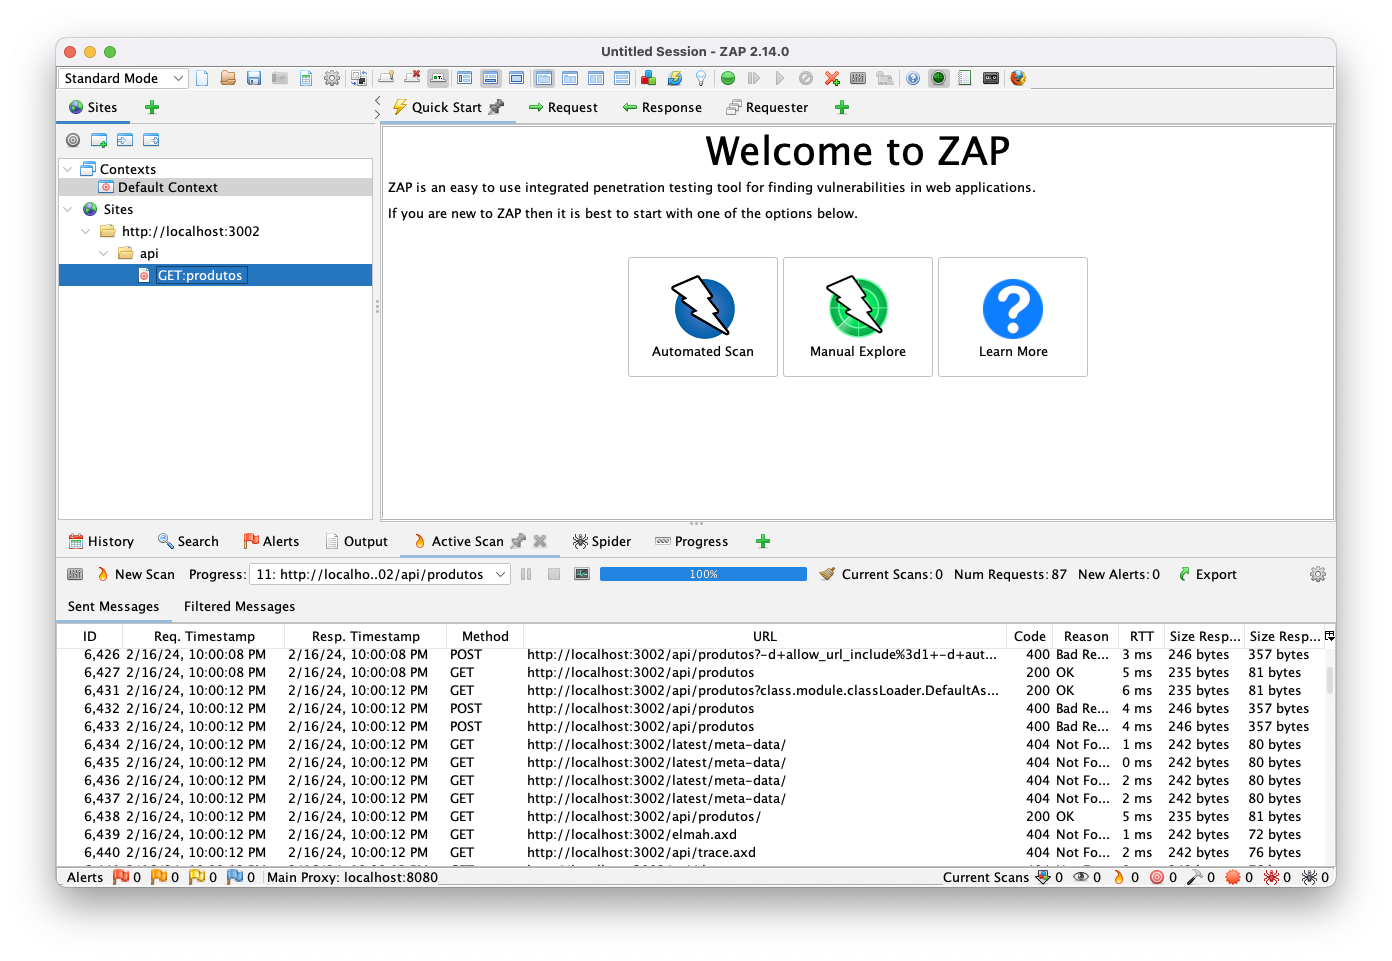 Untitled Session - ZAP 2.14.0
Standard Mode
Sites
Quick Start
Request
Response
Requester
Contexts
Default Context
Sites
http://localhost:3002
api
GET:produtos
Welcome to ZAP
ZAP is an easy to use integrated penetration testing tool for finding vulnerabilities in web applications.
If you are new to ZAP then it is best to start with one of the options below.
Automated Scan
Manual Explore
Learn More
History Search Alerts Output Active Scan Spider Progress
New Scan Progress: 11: http://localho..02/api/produtos 100% Current Scans: 0 Num Requests: 87 New Alerts: 0 Export
Sent Messages Filtered Messages
ID Req. Timestamp Resp. Timestamp Method URL Code Reason RTT Size Resp... Size Resp...
6,426 2/16/24, 10:00:08 PM 2/16/24, 10:00:08 PM POST http://localhost:3002/api/produtos?-d+allow_url_include%3d1+-d+aut... 400 Bad Re... 3 ms 246 bytes 357 bytes
6,427 2/16/24, 10:00:08 PM 2/16/24, 10:00:08 PM GET http://localhost:3002/api/produtos 200 OK 5 ms 235 bytes 81 bytes
6,431 2/16/24, 10:00:12 PM 2/16/24, 10:00:12 PM GET http://localhost:3002/api/produtos?class.module.classLoader.DefaultAs... 200 OK 6 ms 235 bytes 81 bytes
6,432 2/16/24, 10:00:12 PM 2/16/24, 10:00:12 PM POST http://localhost:3002/api/produtos 400 Bad Re... 4 ms 246 bytes 357 bytes
6,433 2/16/24, 10:00:12 PM 2/16/24, 10:00:12 PM POST http://localhost:3002/api/produtos 400 Bad Re... 4 ms 246 bytes 357 bytes
6,434 2/16/24, 10:00:12 PM 2/16/24, 10:00:12 PM GET http://localhost:3002/latest/meta-data/ 404 Not Fo... 1 ms 242 bytes 80 bytes
6,435 2/16/24, 10:00:12 PM 2/16/24, 10:00:12 PM GET http://localhost:3002/latest/meta-data/ 404 Not Fo... 0 ms 242 bytes 80 bytes
6,436 2/16/24, 10:00:12 PM 2/16/24, 10:00:12 PM GET http://localhost:3002/latest/meta-data/ 404 Not Fo... 2 ms 242 bytes 80 bytes
6,437 2/16/24, 10:00:12 PM 2/16/24, 10:00:12 PM GET http://localhost:3002/latest/meta-data/ 404 Not Fo... 2 ms 242 bytes 80 bytes
6,438 2/16/24, 10:00:12 PM 2/16/24, 10:00:12 PM GET http://localhost:3002/api/produtos/ 200 OK 5 ms 235 bytes 81 bytes
6,439 2/16/24, 10:00:12 PM 2/16/24, 10:00:12 PM GET http://localhost:3002/elmah.axd 404 Not Fo... 1 ms 242 bytes 72 bytes
6,440 2/16/24, 10:00:12 PM 2/16/24, 10:00:12 PM GET http://localhost:3002/api/trace.axd 404 Not Fo... 2 ms 242 bytes 76 bytes
Alerts 0 0 0 0 Main Proxy: localhost:8080 Current Scans 0 0 0 0 0 0 0 0